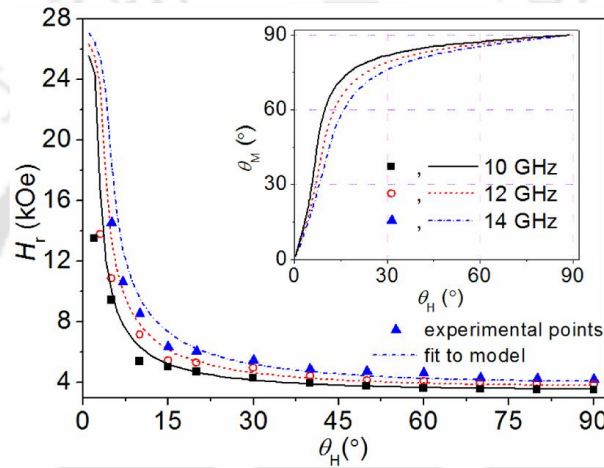 28
24
20
16
12
8
4
H_r (kOe)
0
15
30
45
60
75
90
θ_H(°)
90
60
30
0
θ_M (°)
0
30
60
90
θ_H (°)
■ , — 10 GHz
○ , ---- 12 GHz
▲ , -·-·- 14 GHz
▲ experimental points
-·-·- fit to model